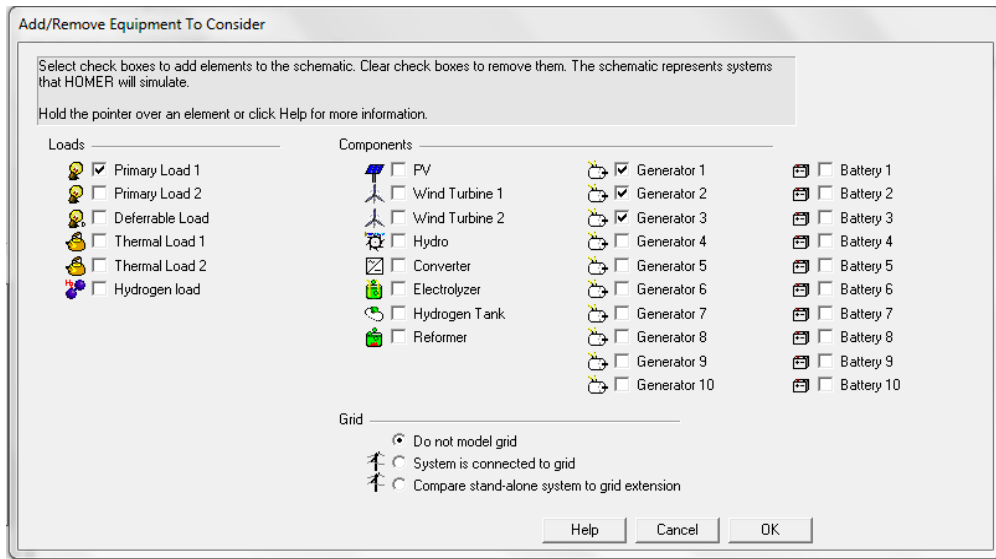 Add/Remove Equipment To Consider
Select check boxes to add elements to the schematic. Clear check boxes to remove them. The schematic represents systems
that HOMER will simulate.
Hold the pointer over an element or click Help for more information.
Loads
Primary Load 1
Primary Load 2
Deferrable Load
Thermal Load 1
Thermal Load 2
Hydrogen load
Components
PV
Wind Turbine 1
Wind Turbine 2
Hydro
Converter
Electrolyzer
Hydrogen Tank
Reformer
Generator 1
Generator 2
Generator 3
Generator 4
Generator 5
Generator 6
Generator 7
Generator 8
Generator 9
Generator 10
Battery 1
Battery 2
Battery 3
Battery 4
Battery 5
Battery 6
Battery 7
Battery 8
Battery 9
Battery 10
Grid
Do not model grid
System is connected to grid
Compare stand-alone system to grid extension
Help
Cancel
OK